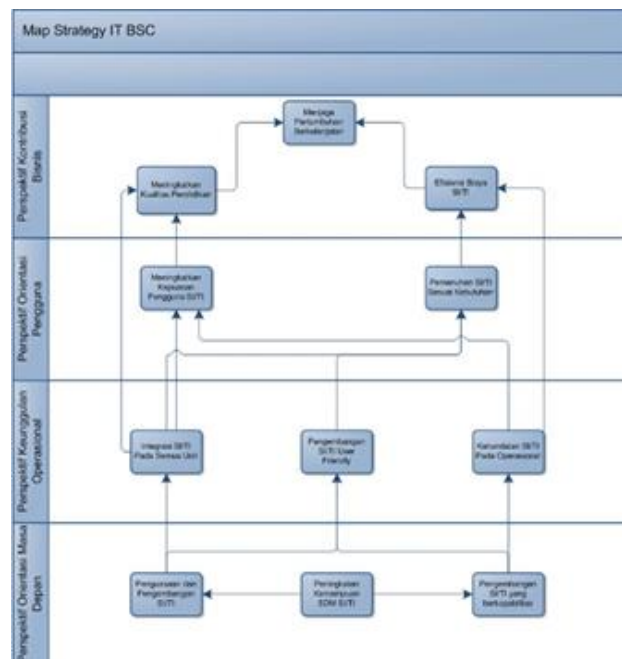 Map Strategy IT BSC
Perspektif Kontribusi
Bisnis
Menjaga
Pertumbuhan
Berkelanjutan
Meningkatkan
Kualitas Pendidikan
Efisiensi Biaya
SI/TI
Perspektif Orientasi
Pengguna
Meningkatkan
Kepuasan
Pengguna SI/TI
Pemenuhan SI/TI
Sesuai Kebutuhan
Perspektif Keunggulan
Operasional
Integrasi SI/TI
Pada Semua Unit
Pengembangan
SI/TI User
Friendly
Kehandalan SI/TI
Pada Operasional
Perspektif Orientasi Masa
Depan
Penguasaan dan
Pengembangan
SI/TI
Peningkatan
Kemampuan
SDM SI/TI
Pengembangan
SI/TI yang
berkapabilitas